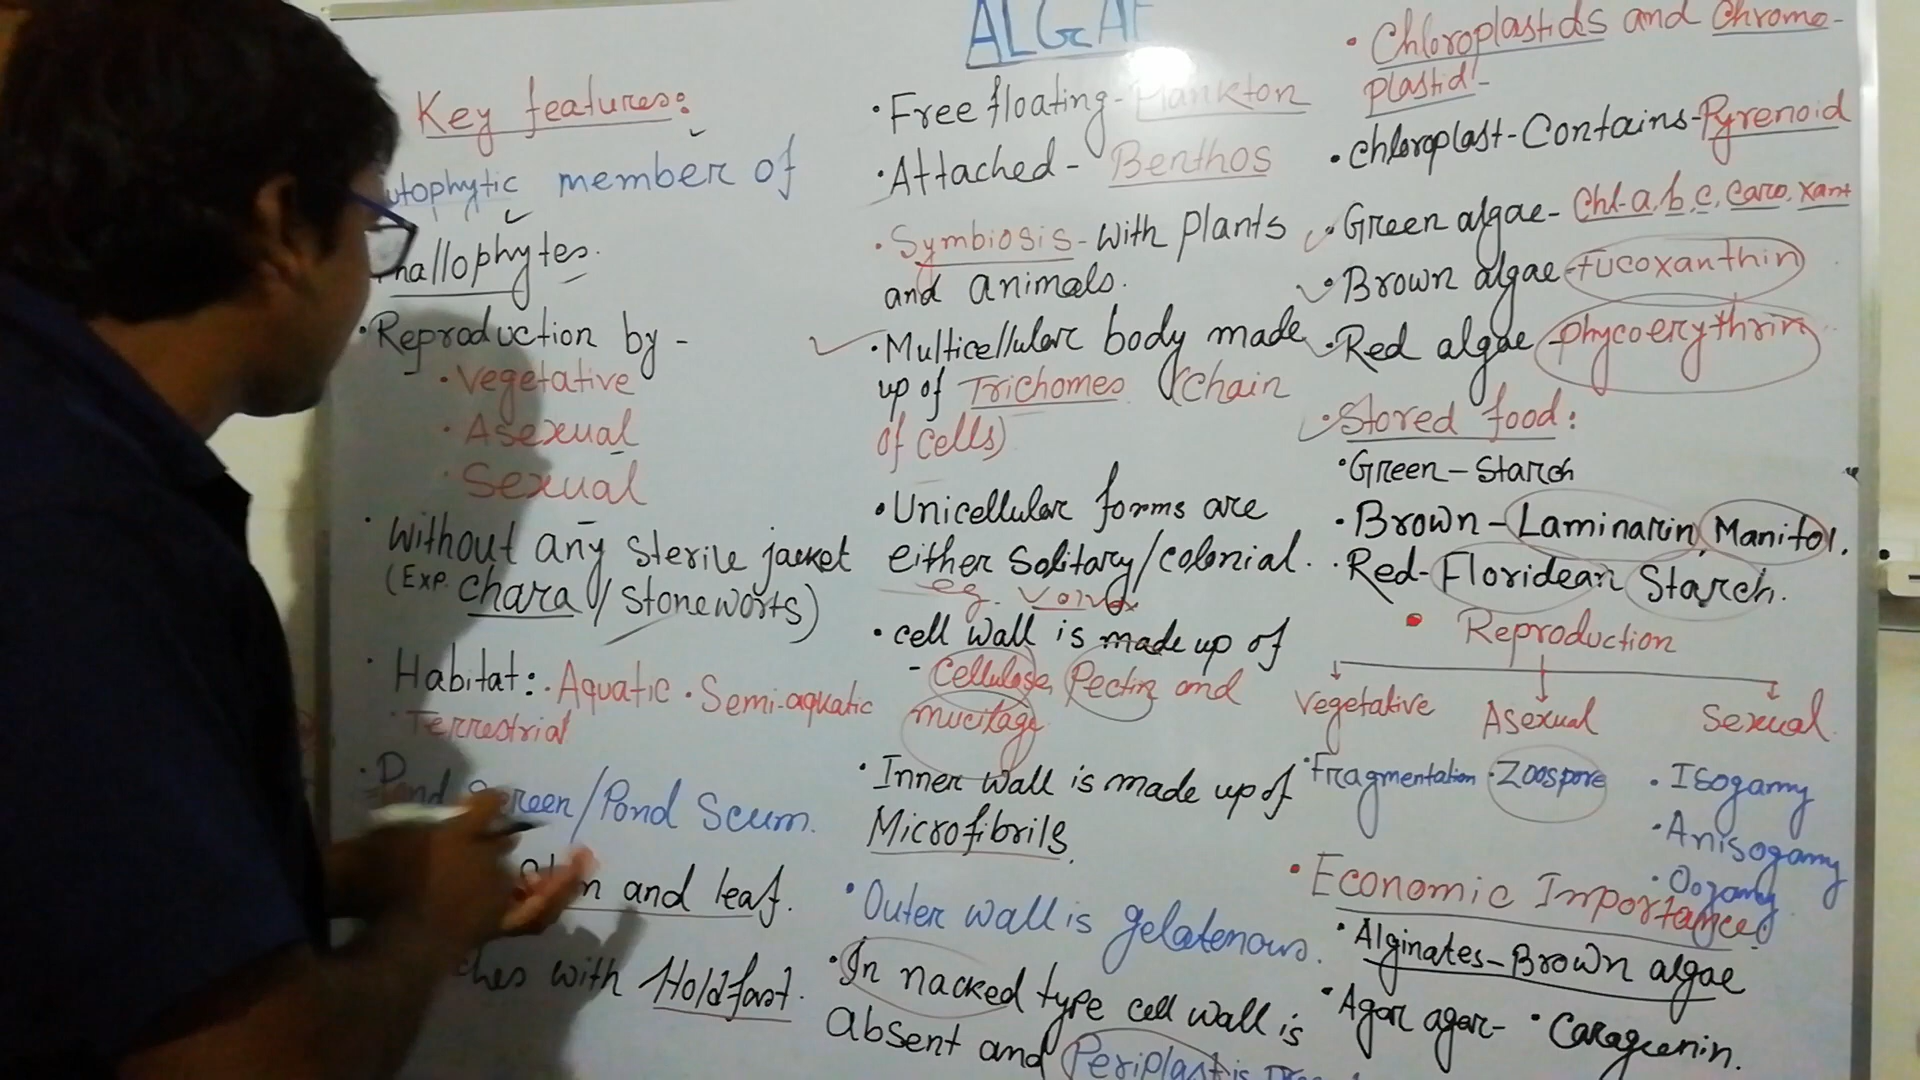 ALGAE
Key features:
utophytic member of
hallophytes.
• Reproduction by -
• Vegetative
• Asexual
• Sexual
• Without any Sterile jacket
(Exp. Chara / Stoneworts)
• Habitat: • Aquatic • Semi-aquatic
• Terrestrial
• Pond Screen/Pond Scum.
and leaf.
ches with Holdfast.
• Free floating - Plankton
• Attached - Benthos
• Symbiosis - with plants
and animals.
• Multicellular body made
up of Trichomes (Chain
of cells)
• Unicellular forms are
either Solitary/colonial.
eg. Volvox
• cell wall is made up of
- Cellulose, Pectin and
mucilage
• Inner wall is made up of
Microfibrils.
• Outer wall is gelatenous.
• In nacked type cell wall is
absent and Periplast is
• Chloroplastids and Chromo-
plastid -
• Chloroplast - Contains - Pyrenoid
• Green algae - Chl-a, b, c, Caro, Xant
• Brown algae - fucoxanthin
• Red algae - phycoerythrin
• Stored food:
• Green - Starch
• Brown - Laminarin, Manitol.
• Red - Floridean Starch.
• Reproduction
Vegetative Asexual Sexual
• Fragmentation • Zoospore • Isogamy
• Anisogamy
• Oogamy
• Economic Importance
• Alginates - Brown algae
• Agar agar - • Caragenin.